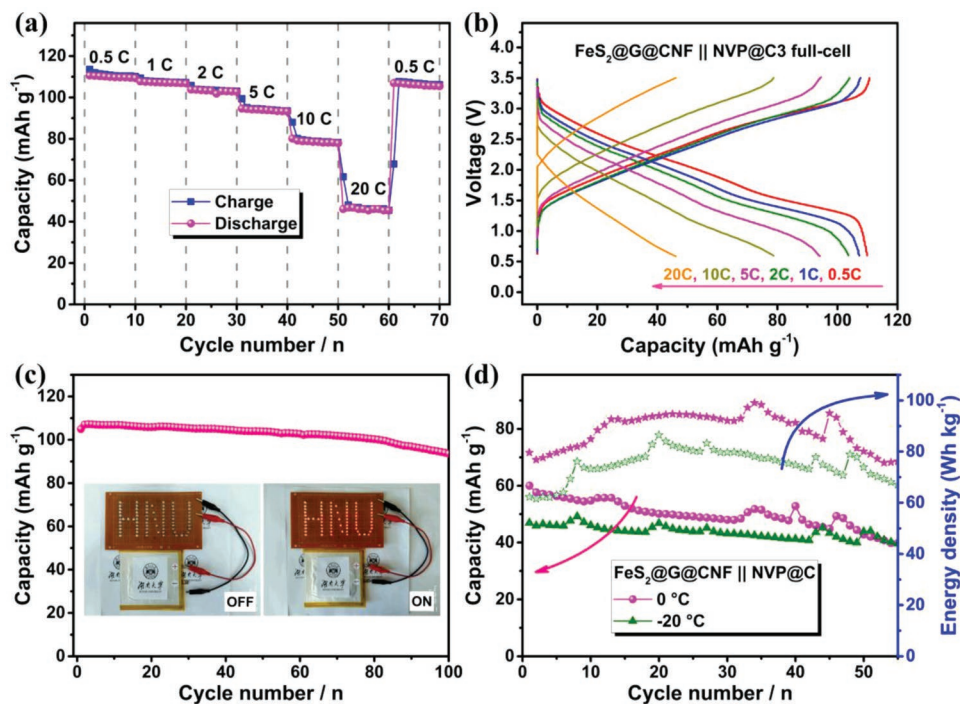 (a)
Capacity (mAh g⁻¹)
120
100
80
60
40
20
0
0.5 C
1 C
2 C
5 C
10 C
20 C
0.5 C
Charge
Discharge
0 10 20 30 40 50 60 70
Cycle number / n
(b)
FeS₂@G@CNF || NVP@C3 full-cell
Voltage (V)
4.0
3.5
3.0
2.5
2.0
1.5
1.0
0.5
0.0
20C, 10C, 5C, 2C, 1C, 0.5C
0 20 40 60 80 100 120
Capacity (mAh g⁻¹)
(c)
Capacity (mAh g⁻¹)
120
100
80
60
40
20
0
HNU
OFF
HNU
ON
0 20 40 60 80 100
Cycle number / n
(d)
Capacity (mAh g⁻¹)
80
60
40
20
0
FeS₂@G@CNF || NVP@C
0 °C
-20 °C
0 10 20 30 40 50
Cycle number / n
100
80
60
40
20
0
Energy density (Wh kg⁻¹)